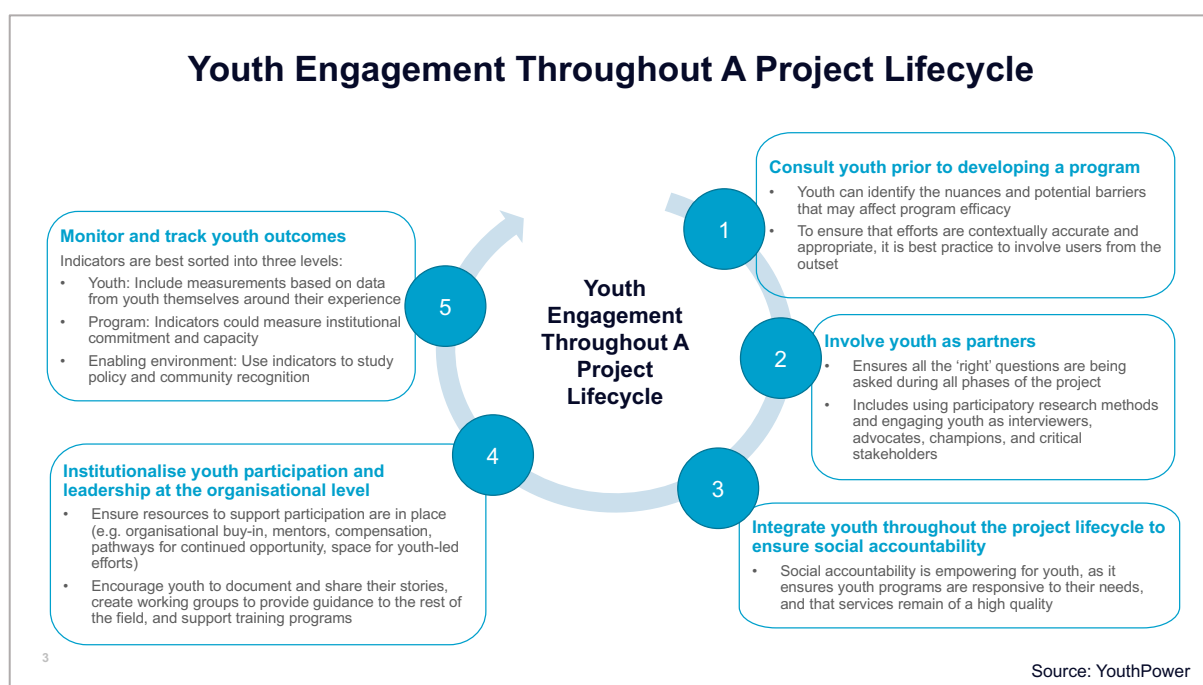 Youth Engagement Throughout A Project Lifecycle
1
Consult youth prior to developing a program
• Youth can identify the nuances and potential barriers
that may affect program efficacy
• To ensure that efforts are contextually accurate and
appropriate, it is best practice to involve users from the
outset
2
Involve youth as partners
• Ensures all the ‘right’ questions are being
asked during all phases of the project
• Includes using participatory research methods
and engaging youth as interviewers,
advocates, champions, and critical
stakeholders
3
Integrate youth throughout the project lifecycle to
ensure social accountability
• Social accountability is empowering for youth, as it
ensures youth programs are responsive to their needs,
and that services remain of a high quality
4
Institutionalise youth participation and
leadership at the organisational level
• Ensure resources to support participation are in place
(e.g. organisational buy-in, mentors, compensation,
pathways for continued opportunity, space for youth-led
efforts)
• Encourage youth to document and share their stories,
create working groups to provide guidance to the rest of
the field, and support training programs
5
Monitor and track youth outcomes
Indicators are best sorted into three levels:
• Youth: Include measurements based on data
from youth themselves around their experience
• Program: Indicators could measure institutional
commitment and capacity
• Enabling environment: Use indicators to study
policy and community recognition
Youth
Engagement
Throughout A
Project
Lifecycle
3
Source: YouthPower